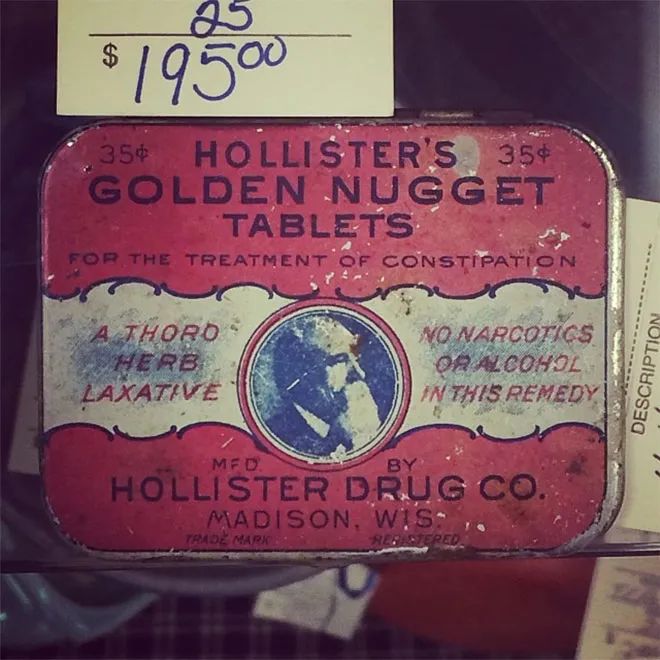 25
$ 195 00
35¢ HOLLISTER'S 35¢
GOLDEN NUGGET
TABLETS
FOR THE TREATMENT OF CONSTIPATION
A THORO
HERB
LAXATIVE
NO NARCOTICS
OR ALCOHOL
IN THIS REMEDY
MFD. BY
HOLLISTER DRUG CO.
MADISON, WIS.
TRADE MARK REGISTERED
DESCRIPTION